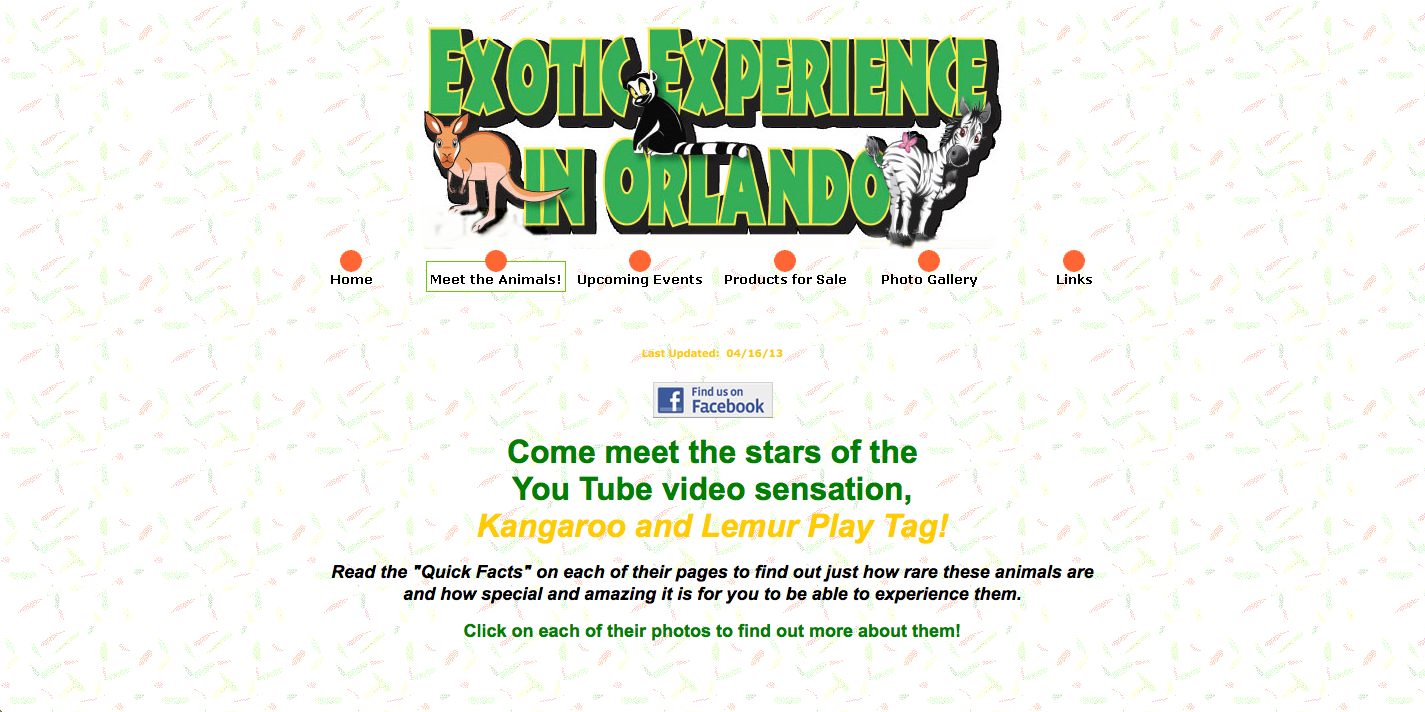 EXOTIC EXPERIENCE
IN ORLANDO
Home
Meet the Animals!
Upcoming Events
Products for Sale
Photo Gallery
Links
Last Updated: 04/16/13
Find us on
Facebook
Come meet the stars of the
You Tube video sensation,
Kangaroo and Lemur Play Tag!
Read the "Quick Facts" on each of their pages to find out just how rare these animals are
and how special and amazing it is for you to be able to experience them.
Click on each of their photos to find out more about them!